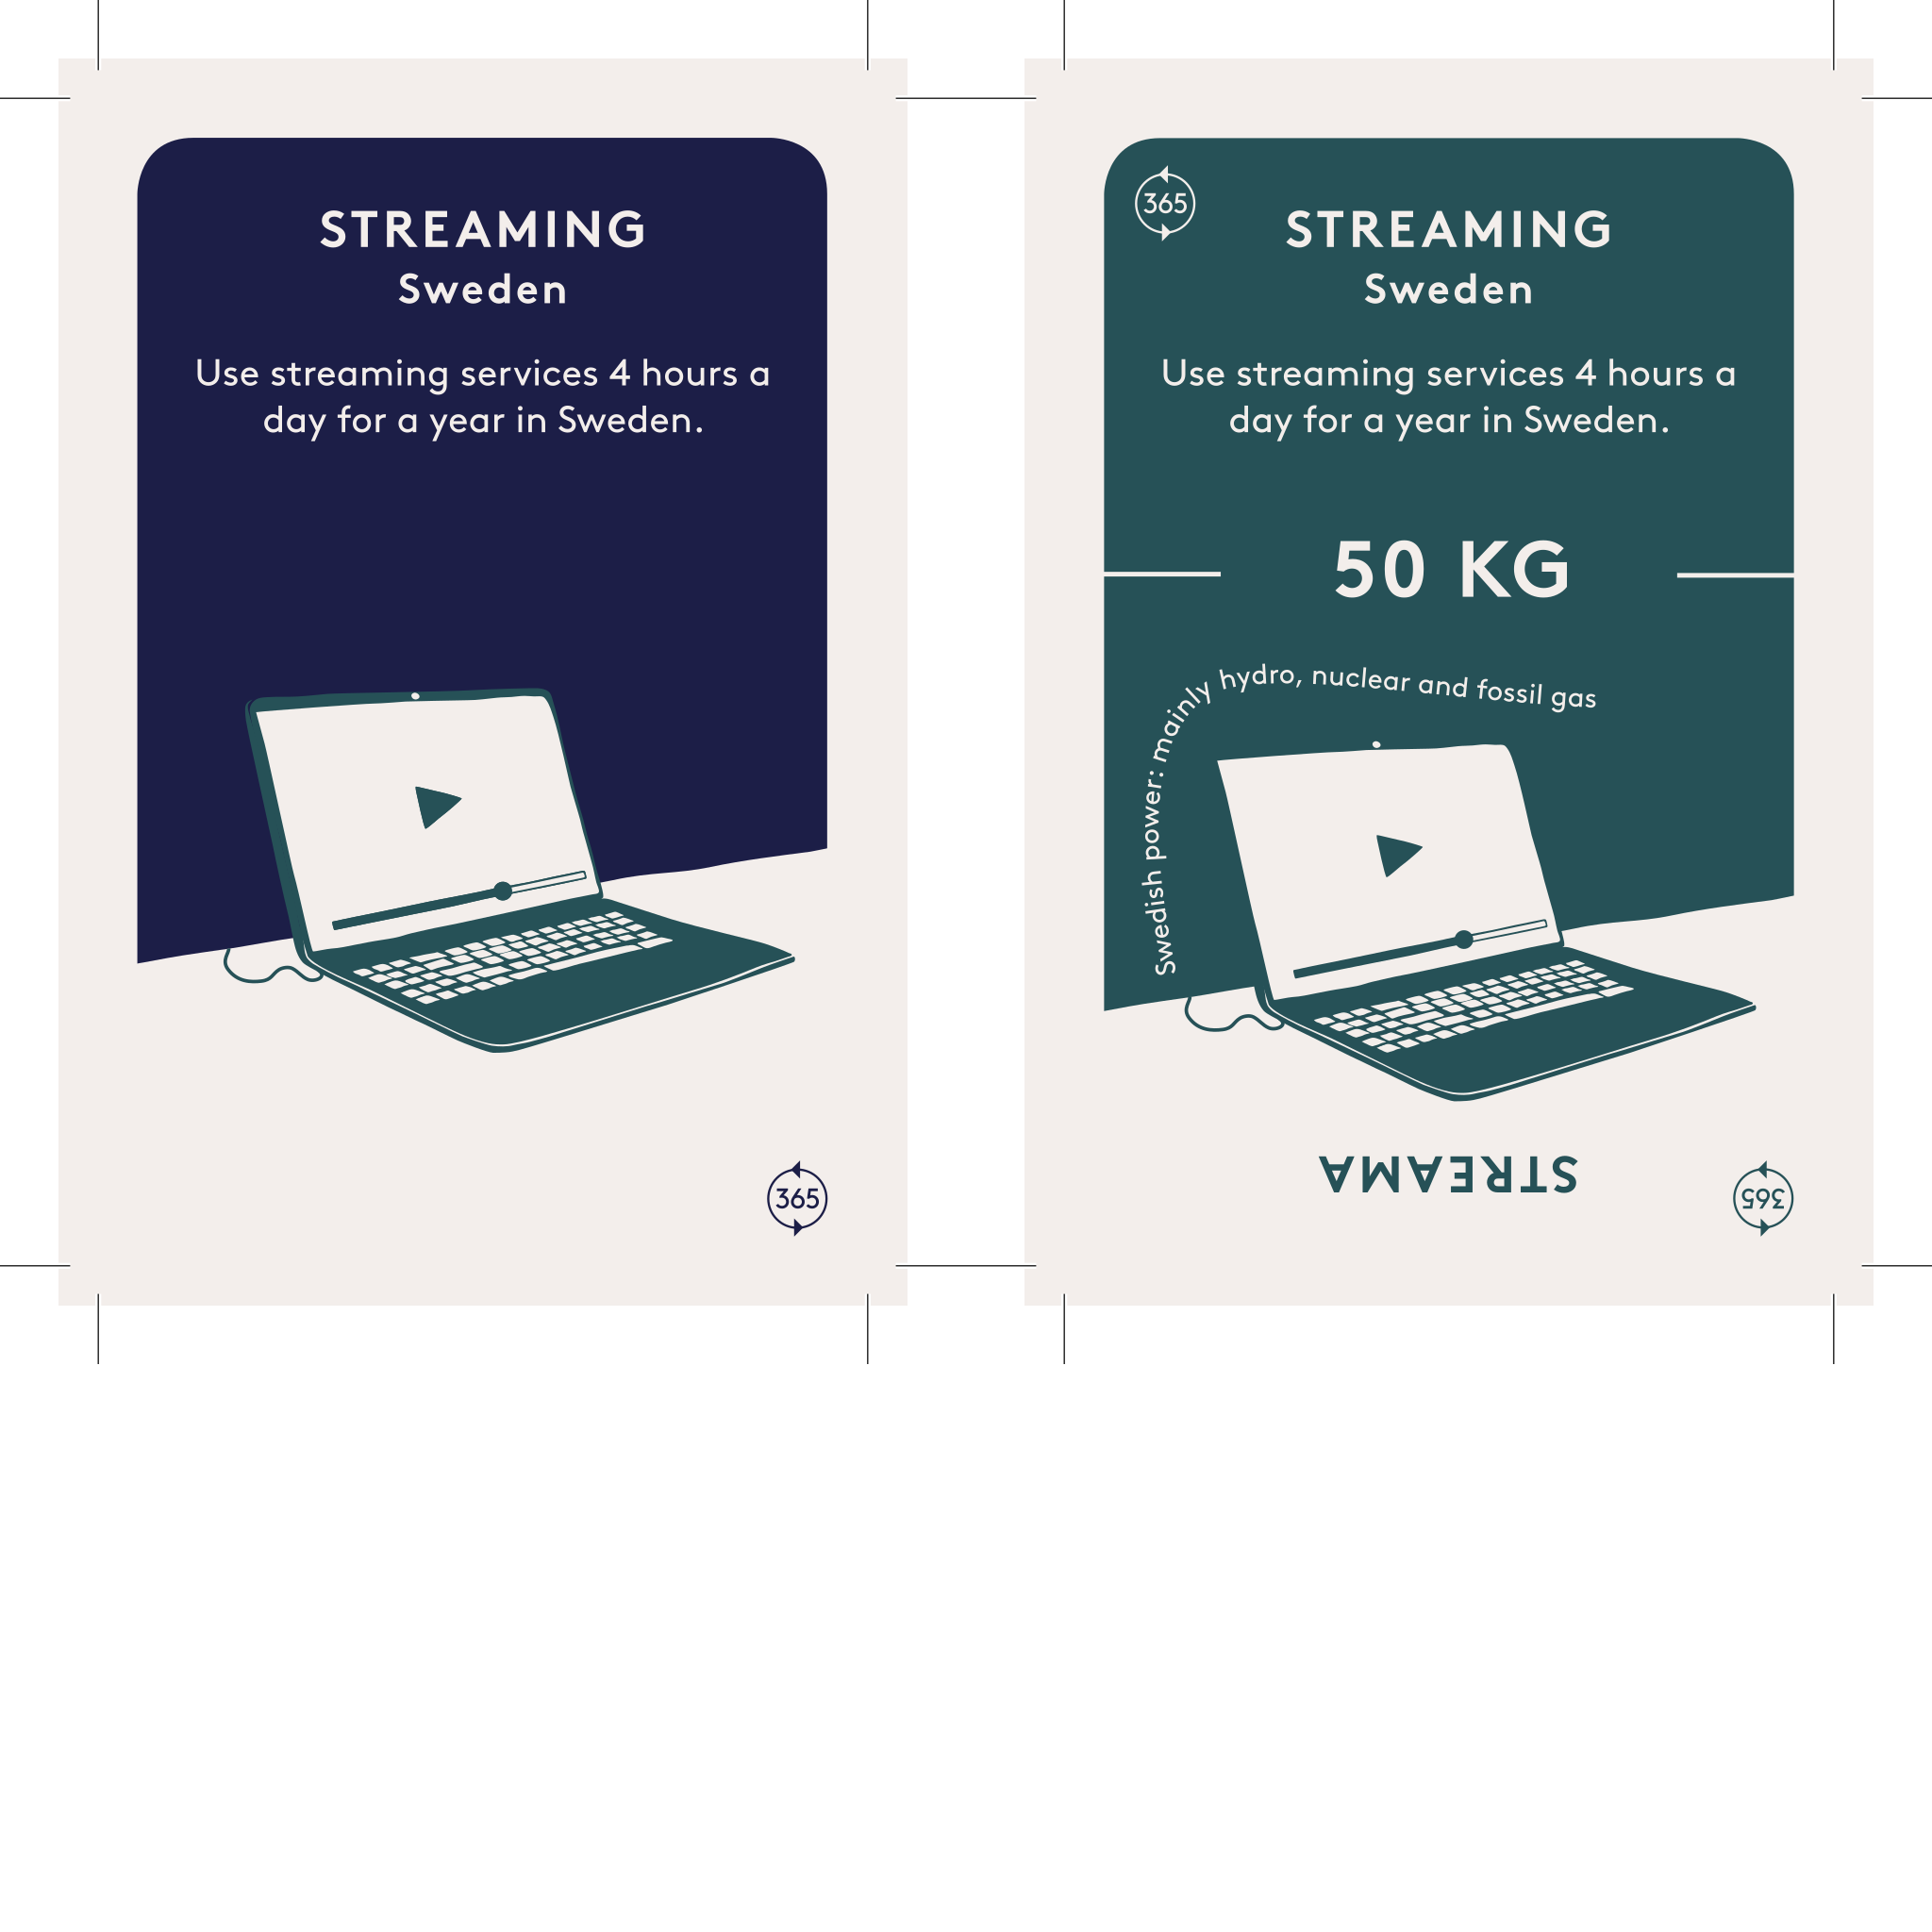 STREAMING
Sweden
Use streaming services 4 hours a
day for a year in Sweden.
365
365
STREAMING
Sweden
Use streaming services 4 hours a
day for a year in Sweden.
50 KG
Swedish power: mainly hydro, nuclear and fossil gas
STREAMA
365